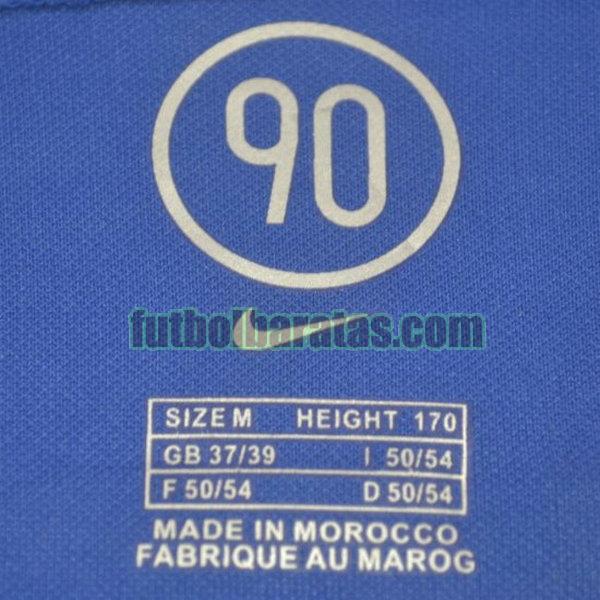 90
futbolbaratas.com
SIZE M HEIGHT 170
GB 37/39 I 50/54
F 50/54 D 50/54
MADE IN MOROCCO
FABRIQUE AU MAROG